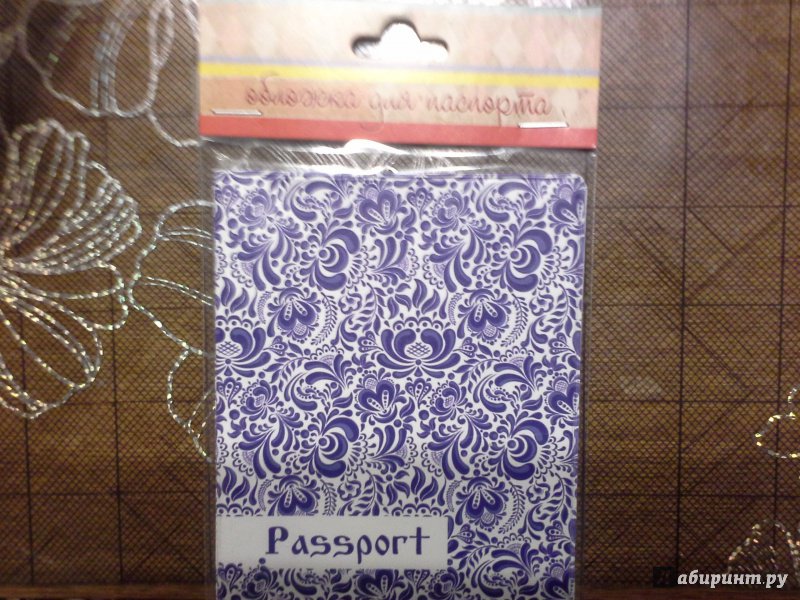 обложка для паспорта
Passport
Лабиринт.ру